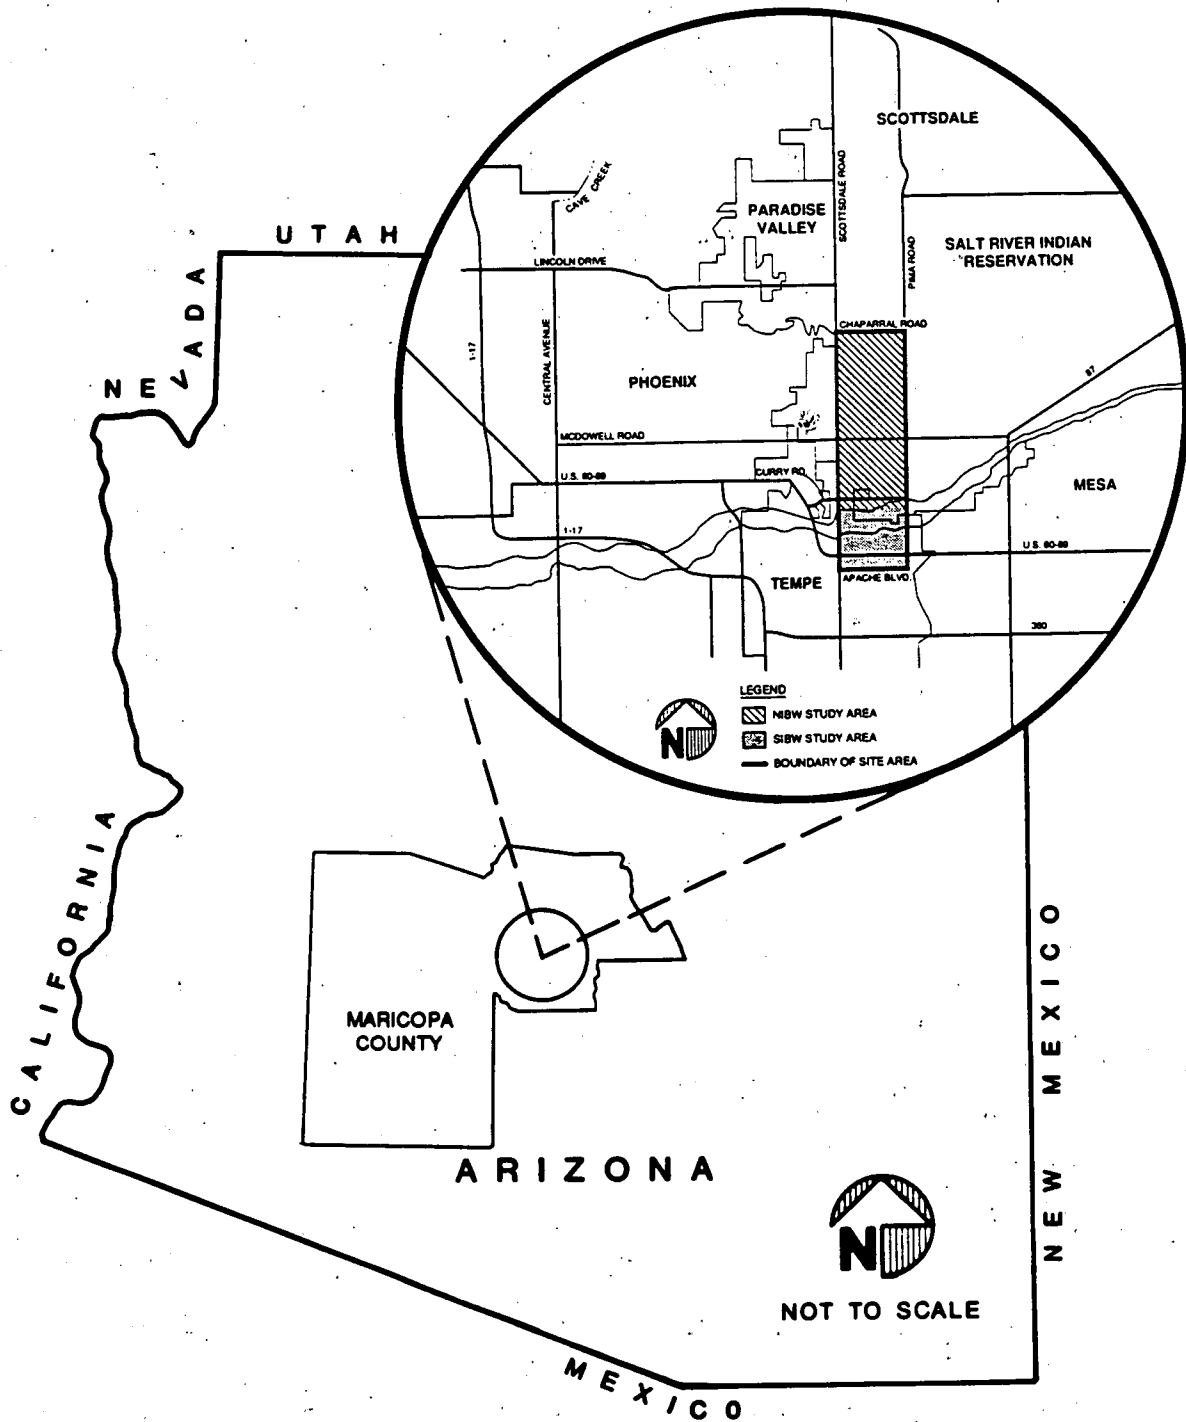 SCOTTSDALE
CAVE CREEK
SCOTTSDALE ROAD
PARADISE
VALLEY
PIMA ROAD
SALT RIVER INDIAN
RESERVATION
UTAH
NEVADA
LINCOLN DRIVE
CHAPARRAL ROAD
I-17
CENTRAL AVENUE
PHOENIX
87
MCDOWELL ROAD
U.S. 60-89
CURRY RD.
MESA
I-17
U.S. 60-89
TEMPE
APACHE BLVD.
360
LEGEND
NIBW STUDY AREA
SIBW STUDY AREA
BOUNDARY OF SITE AREA
N
CALIFORNIA
MARICOPA
COUNTY
NEW MEXICO
ARIZONA
N
NOT TO SCALE
MEXICO